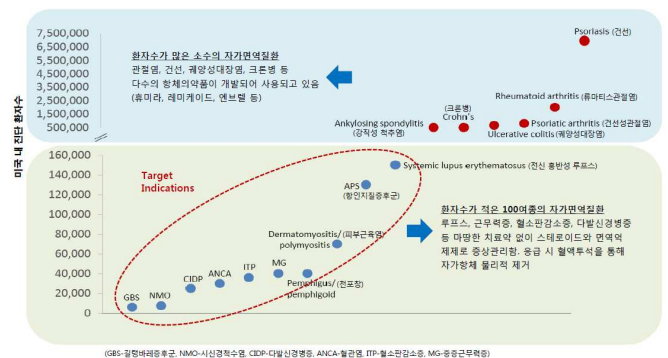 7,500,000
6,500,000
5,500,000
4,500,000
3,500,000
2,500,000
1,500,000
500,000
미국 내 진단 환자수
환자수가 많은 소수의 자가면역질환
관절염, 건선, 궤양성대장염, 크론병 등
다수의 항체의약품이 개발되어 사용되고 있음
(휴미라, 레미케이드, 엔브렐 등)
Psoriasis (건선)
Rheumatoid arthritis (류마티스관절염)
Ankylosing spondylitis
(강직성 척추염)
(크론병)
Crohn's
Psoriatic arthritis (건선성관절염)
Ulcerative colitis (궤양성대장염)
160,000
140,000
120,000
100,000
80,000
60,000
40,000
20,000
0
Target
Indications
Systemic lupus erythematosus (전신 홍반성 루프스)
APS
(항인지질증후군)
Dermatomyositis/ (피부근육염)
polymyositis
GBS
NMO
CIDP
ANCA
ITP
MG
Pemphigus/ (천포창)
pemphigoid
환자수가 적은 100여종의 자가면역질환
루프스, 근무력증, 혈소판감소증, 다발신경병증
등 마땅한 치료약 없이 스테로이드와 면역억
제제로 증상관리함. 응급 시 혈액투석을 통해
자가항체 물리적 제거
(GBS-길렝바레증후군, NMO-시신경척수염, CIDP-다발신경병증, ANCA-혈관염, ITP-혈소판감소증, MG-중증근무력증)